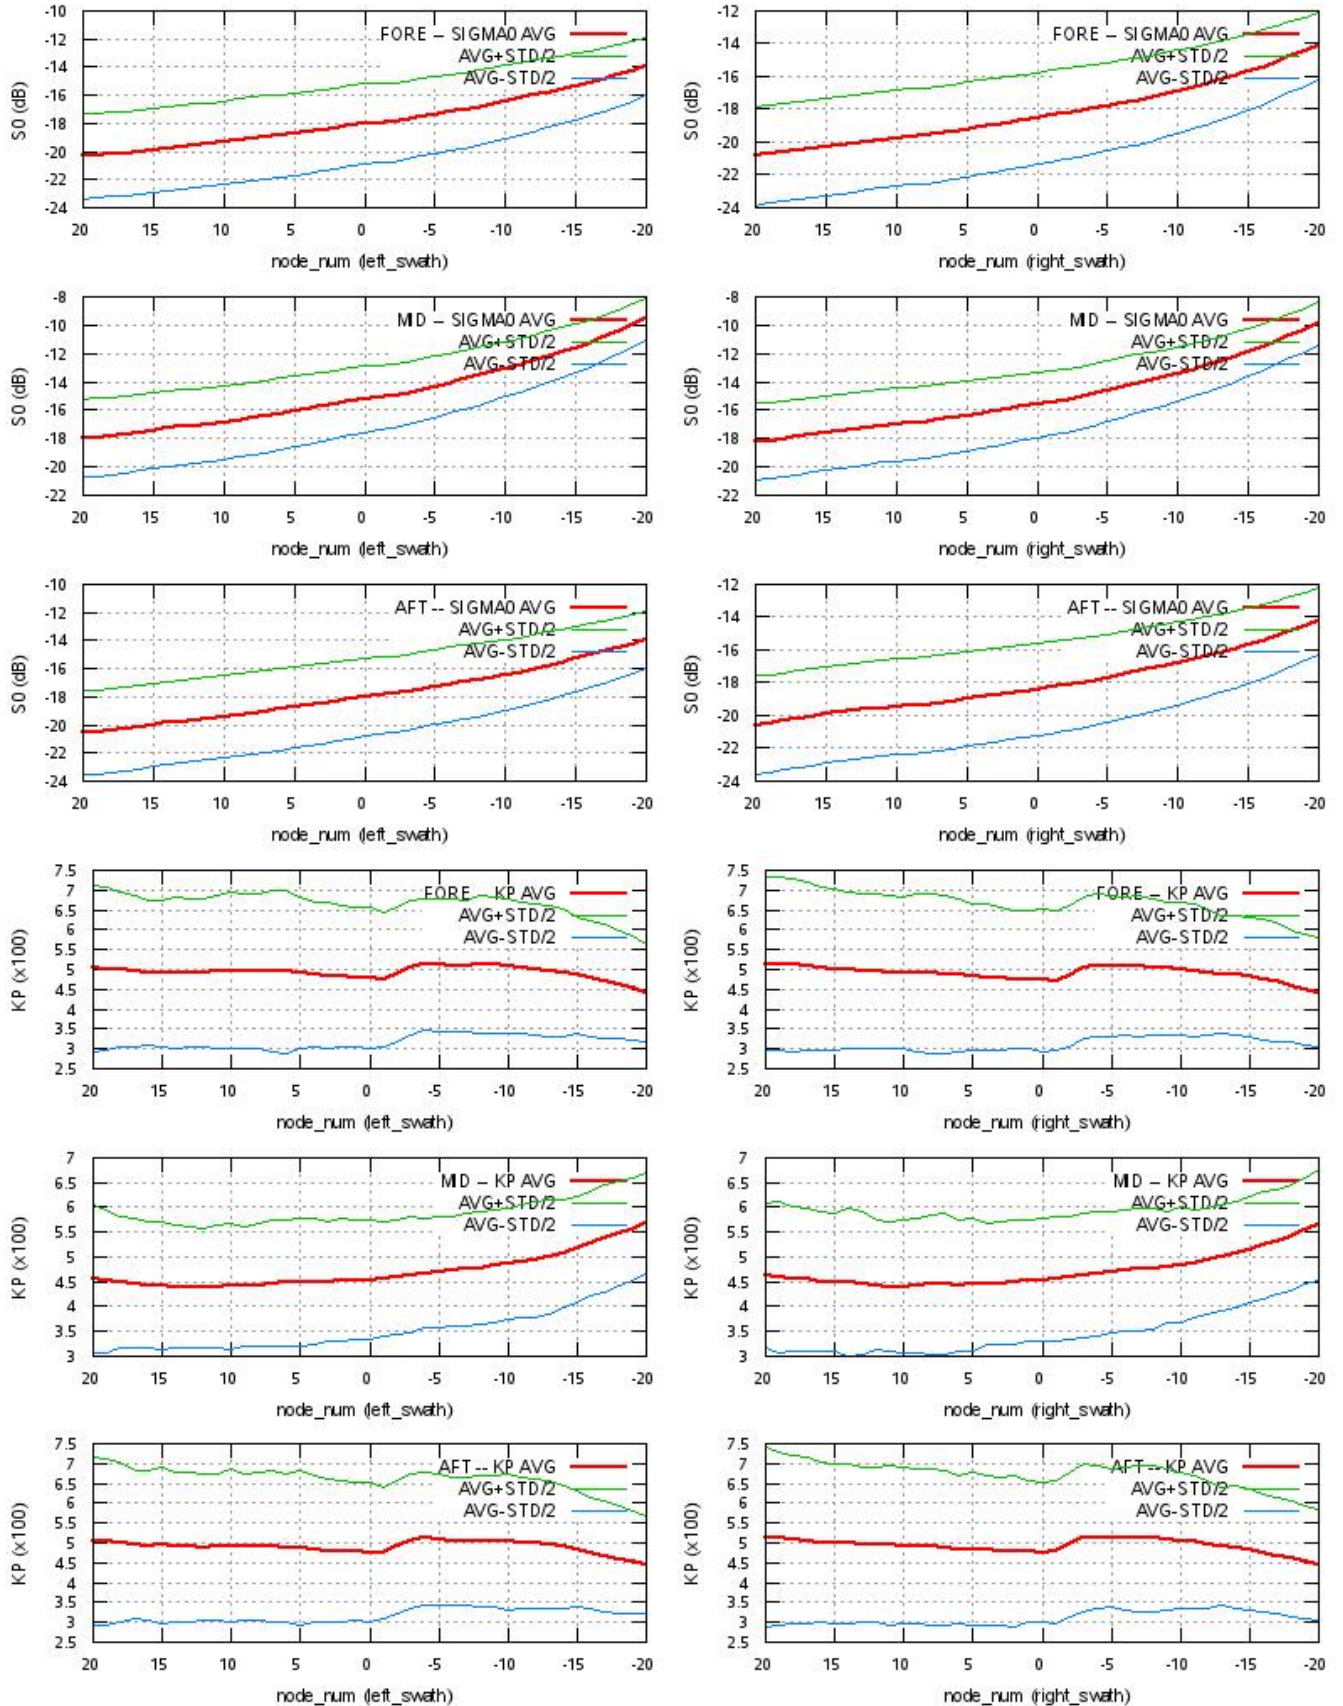 FORE -- SIGMA0 AVG
AVG+STD/2
AVG-STD/2
S0 (dB)
-10
-12
-14
-16
-18
-20
-22
-24
20 15 10 5 0 -5 -10 -15 -20
node_num (left_swath)
FORE -- SIGMA0 AVG
AVG+STD/2
AVG-STD/2
S0 (dB)
-12
-14
-16
-18
-20
-22
-24
20 15 10 5 0 -5 -10 -15 -20
node_num (right_swath)
MID -- SIGMA0 AVG
AVG+STD/2
AVG-STD/2
S0 (dB)
-8
-10
-12
-14
-16
-18
-20
-22
20 15 10 5 0 -5 -10 -15 -20
node_num (left_swath)
MID -- SIGMA0 AVG
AVG+STD/2
AVG-STD/2
S0 (dB)
-8
-10
-12
-14
-16
-18
-20
-22
20 15 10 5 0 -5 -10 -15 -20
node_num (right_swath)
AFT -- SIGMA0 AVG
AVG+STD/2
AVG-STD/2
S0 (dB)
-10
-12
-14
-16
-18
-20
-22
-24
20 15 10 5 0 -5 -10 -15 -20
node_num (left_swath)
AFT -- SIGMA0 AVG
AVG+STD/2
AVG-STD/2
S0 (dB)
-12
-14
-16
-18
-20
-22
-24
20 15 10 5 0 -5 -10 -15 -20
node_num (right_swath)
FORE -- KP AVG
AVG+STD/2
AVG-STD/2
KP (x100)
7.5
7
6.5
6
5.5
5
4.5
4
3.5
3
2.5
20 15 10 5 0 -5 -10 -15 -20
node_num (left_swath)
FORE -- KP AVG
AVG+STD/2
AVG-STD/2
KP (x100)
7.5
7
6.5
6
5.5
5
4.5
4
3.5
3
2.5
20 15 10 5 0 -5 -10 -15 -20
node_num (right_swath)
MID -- KP AVG
AVG+STD/2
AVG-STD/2
KP (x100)
7
6.5
6
5.5
5
4.5
4
3.5
3
20 15 10 5 0 -5 -10 -15 -20
node_num (left_swath)
MID -- KP AVG
AVG+STD/2
AVG-STD/2
KP (x100)
7
6.5
6
5.5
5
4.5
4
3.5
3
20 15 10 5 0 -5 -10 -15 -20
node_num (right_swath)
AFT -- KP AVG
AVG+STD/2
AVG-STD/2
KP (x100)
7.5
7
6.5
6
5.5
5
4.5
4
3.5
3
2.5
20 15 10 5 0 -5 -10 -15 -20
node_num (left_swath)
AFT -- KP AVG
AVG+STD/2
AVG-STD/2
KP (x100)
7.5
7
6.5
6
5.5
5
4.5
4
3.5
3
2.5
20 15 10 5 0 -5 -10 -15 -20
node_num (right_swath)